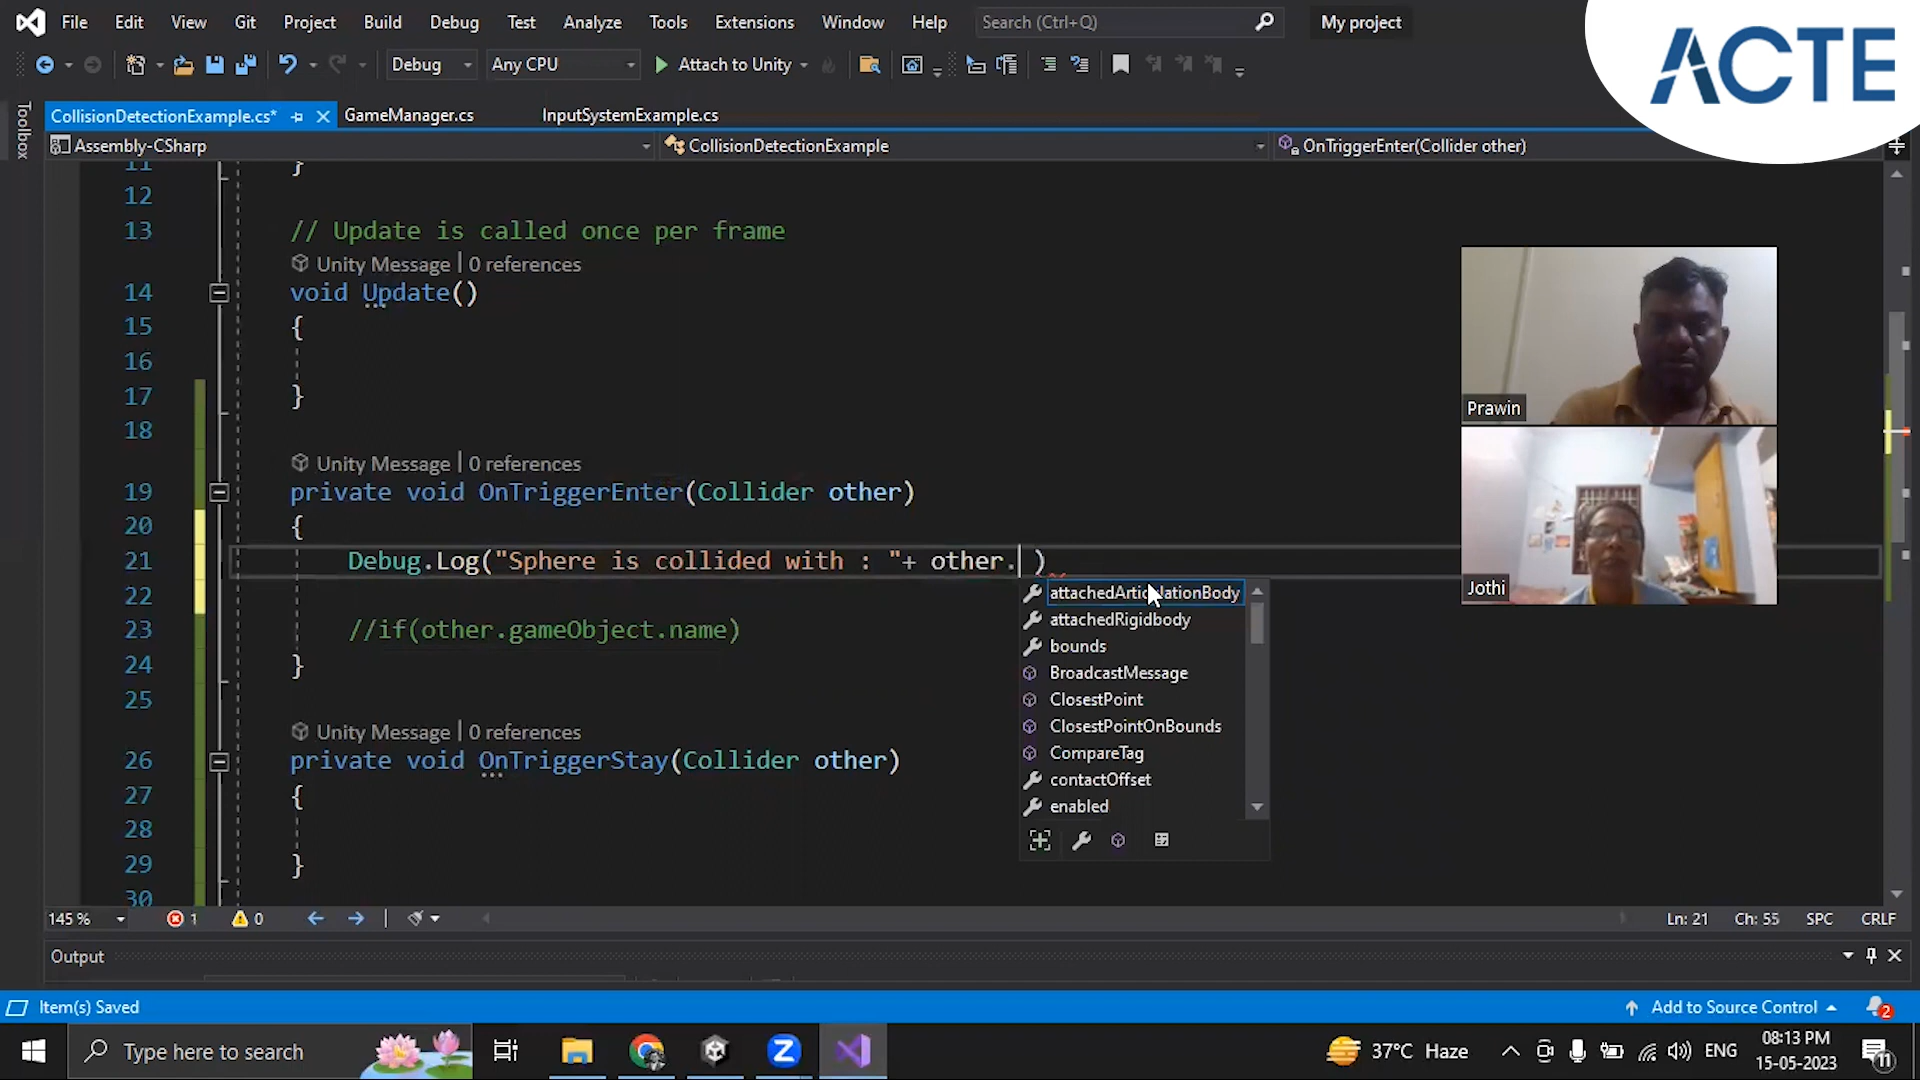 File Edit View Git Project Build Debug Test Analyze Tools Extensions Window Help Search (Ctrl+Q) My project
ACTE
Debug Any CPU Attach to Unity
Toolbox
CollisionDetectionExample.cs* GameManager.cs InputSystemExample.cs
Assembly-CSharp CollisionDetectionExample OnTriggerEnter(Collider other)
11 }
12
13 // Update is called once per frame
Unity Message | 0 references
14 void Update()
15 {
16
17 }
18
Unity Message | 0 references
19 private void OnTriggerEnter(Collider other)
20 {
21 Debug.Log("Sphere is collided with : "+ other. )
22
23 //if(other.gameObject.name)
24 }
25
Unity Message | 0 references
26 private void OnTriggerStay(Collider other)
27 {
28
29 }
30
attachedArticulationBody
attachedRigidbody
bounds
BroadcastMessage
ClosestPoint
ClosestPointOnBounds
CompareTag
contactOffset
enabled
Prawin
Jothi
145 % 1 0 Ln: 21 Ch: 55 SPC CRLF
Output
Item(s) Saved Add to Source Control 2
Type here to search 37°C Haze ENG 08:13 PM
15-05-2023 11